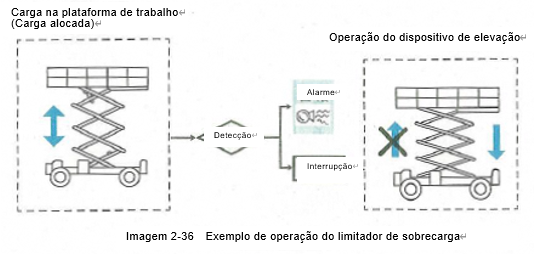 Carga na plataforma de trabalho
(Carga alocada)
Operação do dispositivo de elevação
Alarme
Detecção
Interrupção
Imagem 2-36 Exemplo de operação do limitador de sobrecarga